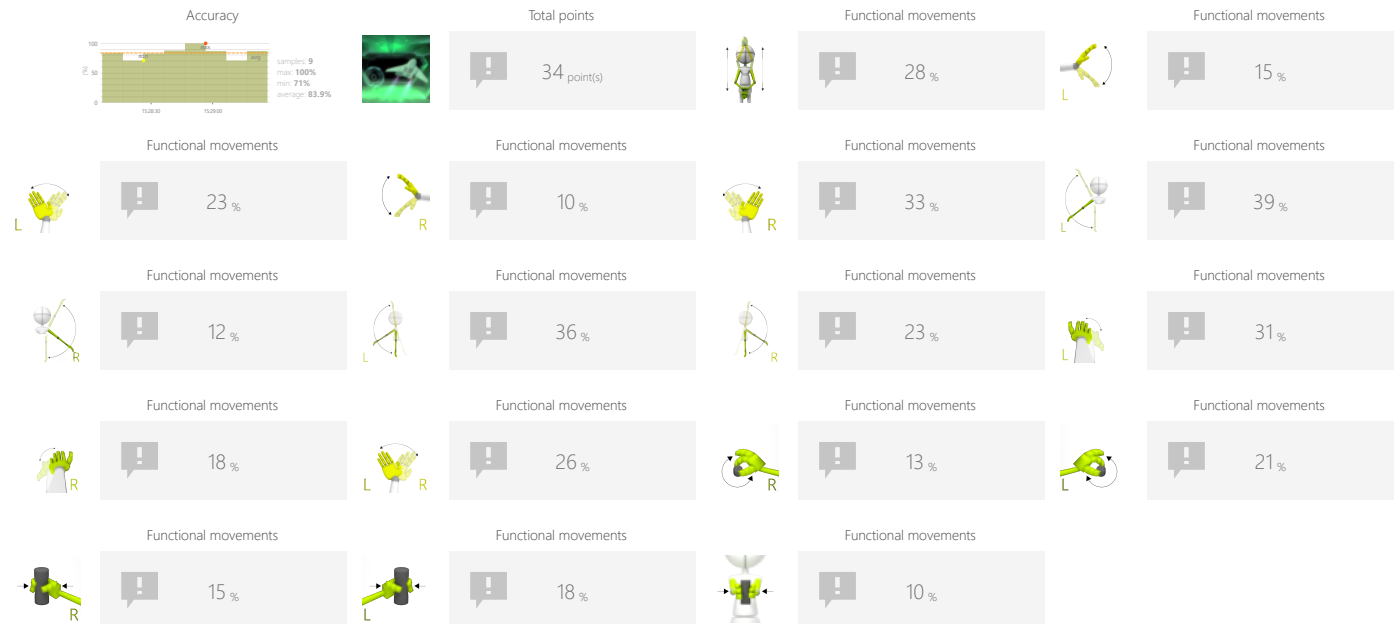 Accuracy
100
50
0
(%)
min
max
avg
15:28:30
15:29:00
samples: 9
max: 100%
min: 71%
average: 83.9%
Total points
34 point(s)
Functional movements
28 %
Functional movements
L
15 %
Functional movements
L
23 %
Functional movements
R
10 %
Functional movements
R
33 %
Functional movements
L
39 %
Functional movements
R
12 %
Functional movements
L
36 %
Functional movements
R
23 %
Functional movements
L
31 %
Functional movements
R
18 %
Functional movements
L R
26 %
Functional movements
R
13 %
Functional movements
L
21 %
Functional movements
R
15 %
Functional movements
L
18 %
Functional movements
10 %